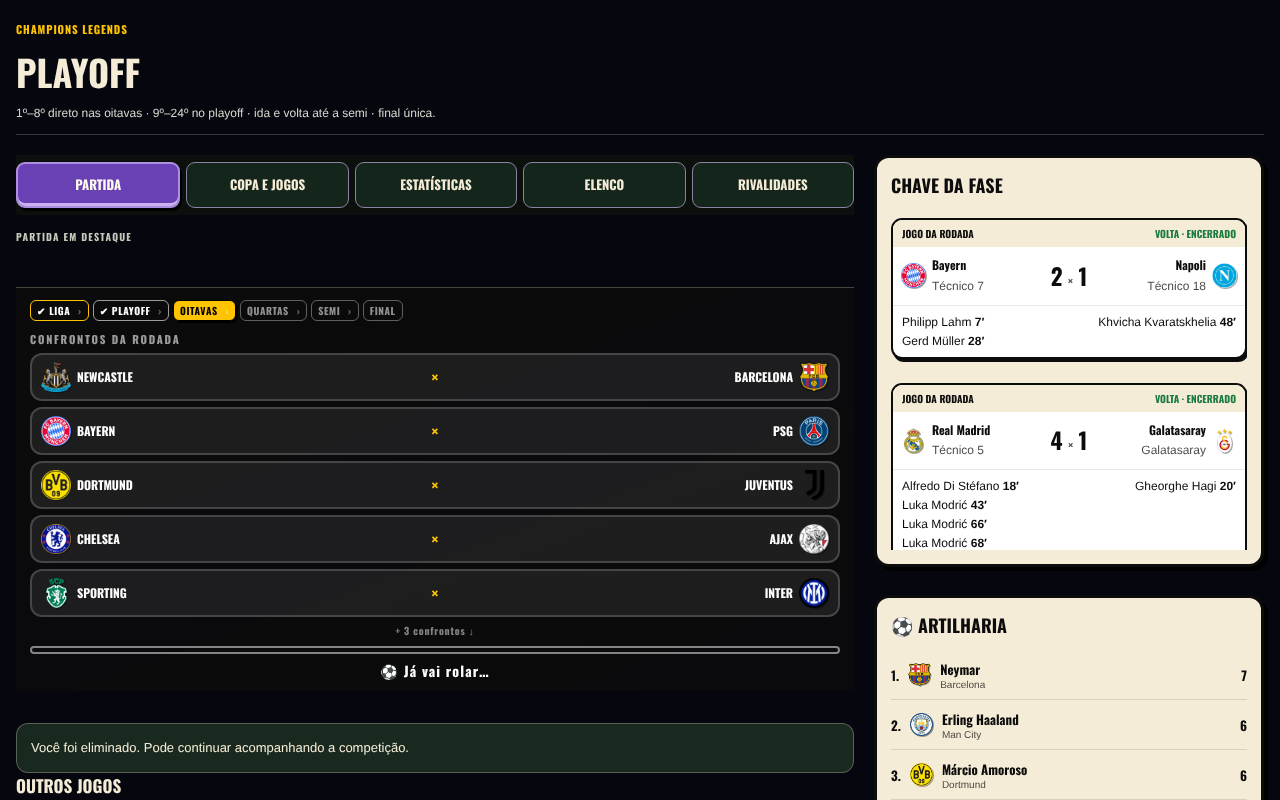 CHAMPIONS LEGENDS
PLAYOFF
1º–8º direto nas oitavas · 9º–24º no playoff · ida e volta até a semi · final única.
PARTIDA
COPA E JOGOS
ESTATÍSTICAS
ELENCO
RIVALIDADES
PARTIDA EM DESTAQUE
✔ LIGA ›
✔ PLAYOFF ›
OITAVAS ›
QUARTAS ›
SEMI ›
FINAL
CONFRONTOS DA RODADA
NEWCASTLE × BARCELONA
BAYERN × PSG
DORTMUND × JUVENTUS
CHELSEA × AJAX
SPORTING × INTER
+ 3 confrontos ↓
⚽ Já vai rolar…
Você foi eliminado. Pode continuar acompanhando a competição.
OUTROS JOGOS
CHAVE DA FASE
JOGO DA RODADA VOLTA · ENCERRADO
Bayern 2 × 1 Napoli
Técnico 7 Técnico 18
Philipp Lahm 7′ Khvicha Kvaratskhelia 48′
Gerd Müller 28′
JOGO DA RODADA VOLTA · ENCERRADO
Real Madrid 4 × 1 Galatasaray
Técnico 5 Galatasaray
Alfredo Di Stéfano 18′ Gheorghe Hagi 20′
Luka Modrić 43′
Luka Modrić 66′
Luka Modrić 68′
⚽ ARTILHARIA
1. Neymar 7
Barcelona
2. Erling Haaland 6
Man City
3. Márcio Amoroso 6
Dortmund